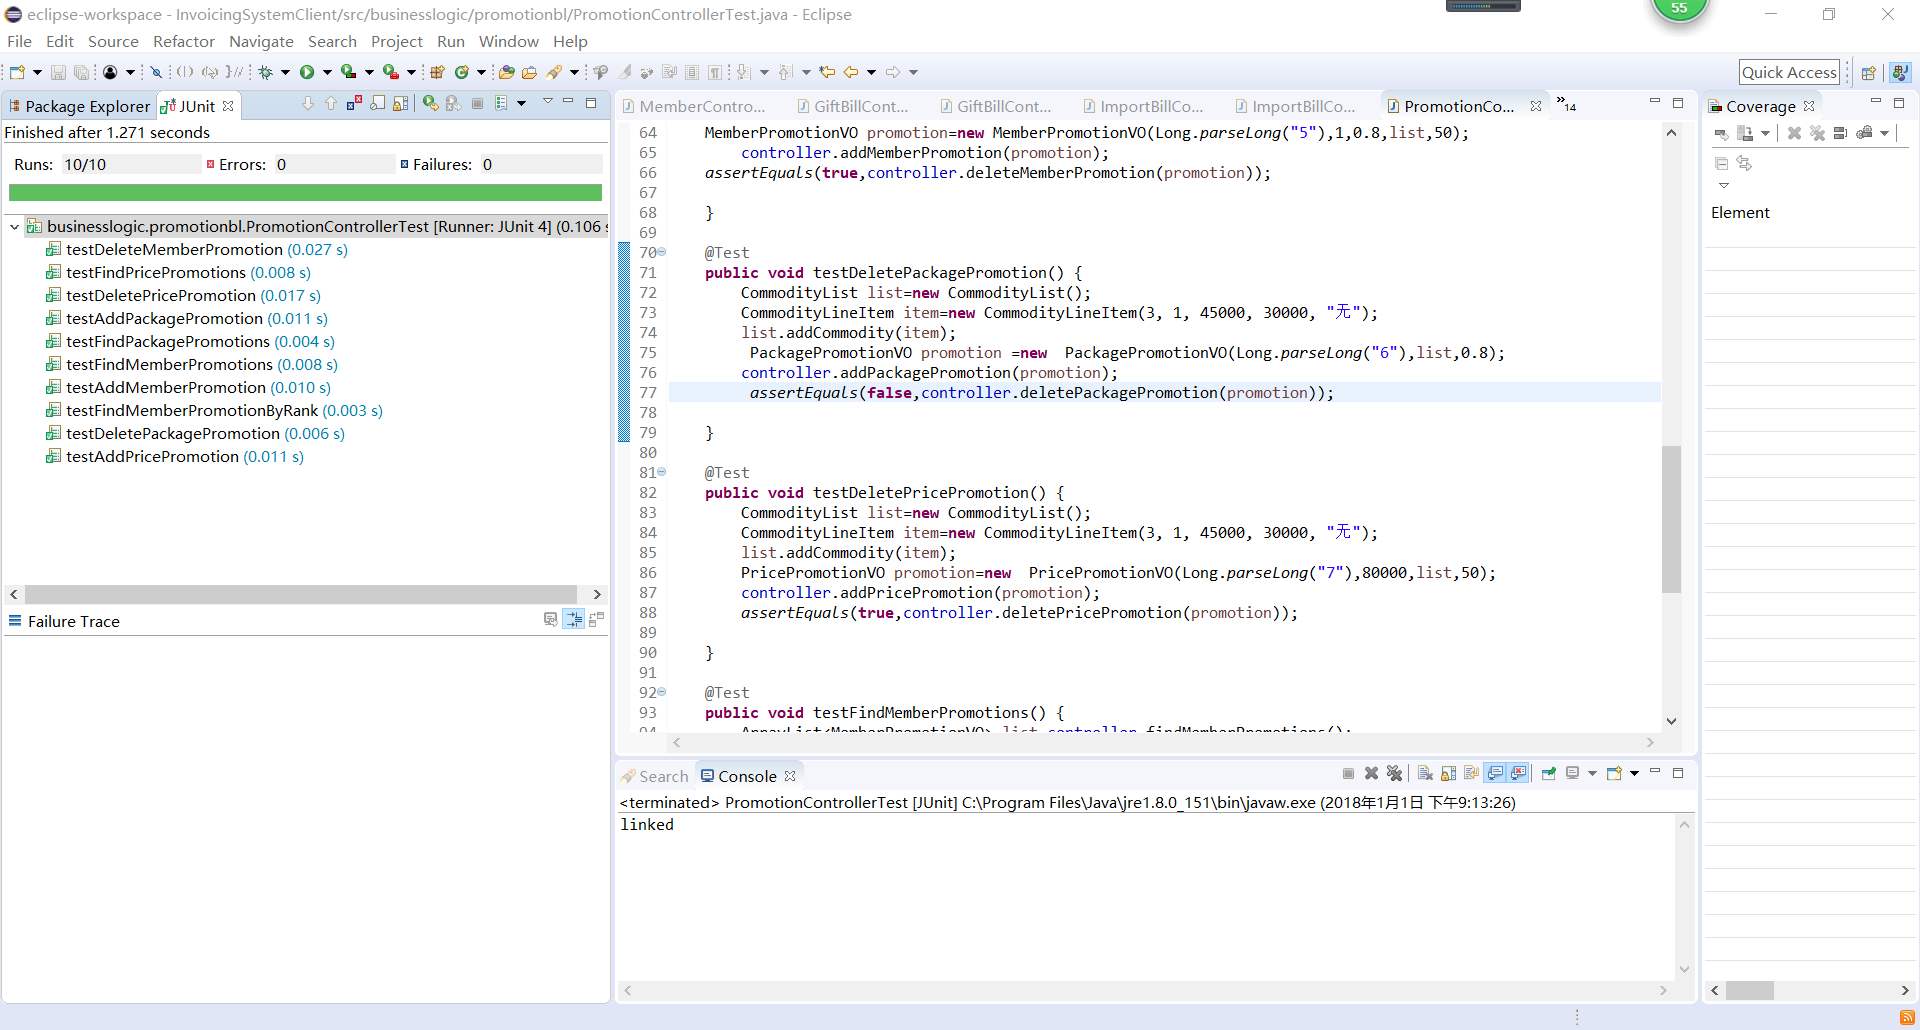 eclipse-workspace - InvoicingSystemClient/src/businesslogic/promotionbl/PromotionControllerTest.java - Eclipse
55
File Edit Source Refactor Navigate Search Project Run Window Help
Quick Access
Package Explorer JUnit
Finished after 1.271 seconds
Runs: 10/10 Errors: 0 Failures: 0
businesslogic.promotionbl.PromotionControllerTest [Runner: JUnit 4] (0.106 s
testDeleteMemberPromotion (0.027 s)
testFindPricePromotions (0.008 s)
testDeletePricePromotion (0.017 s)
testAddPackagePromotion (0.011 s)
testFindPackagePromotions (0.004 s)
testFindMemberPromotions (0.008 s)
testAddMemberPromotion (0.010 s)
testFindMemberPromotionByRank (0.003 s)
testDeletePackagePromotion (0.006 s)
testAddPricePromotion (0.011 s)
Failure Trace
MemberContro... GiftBillCont... GiftBillCont... ImportBillCo... ImportBillCo... PromotionCo... »14
64 MemberPromotionVO promotion=new MemberPromotionVO(Long.parseLong("5"),1,0.8,list,50);
65 controller.addMemberPromotion(promotion);
66 assertEquals(true,controller.deleteMemberPromotion(promotion));
67
68 }
69
70 @Test
71 public void testDeletePackagePromotion() {
72 CommodityList list=new CommodityList();
73 CommodityLineItem item=new CommodityLineItem(3, 1, 45000, 30000, "无");
74 list.addCommodity(item);
75 PackagePromotionVO promotion =new  PackagePromotionVO(Long.parseLong("6"),list,0.8);
76 controller.addPackagePromotion(promotion);
77 assertEquals(false,controller.deletePackagePromotion(promotion));
78
79 }
80
81 @Test
82 public void testDeletePricePromotion() {
83 CommodityList list=new CommodityList();
84 CommodityLineItem item=new CommodityLineItem(3, 1, 45000, 30000, "无");
85 list.addCommodity(item);
86 PricePromotionVO promotion=new  PricePromotionVO(Long.parseLong("7"),80000,list,50);
87 controller.addPricePromotion(promotion);
88 assertEquals(true,controller.deletePricePromotion(promotion));
89
90 }
91
92 @Test
93 public void testFindMemberPromotions() {
94 ArrayList<MemberPromotionVO> list=controller.findMemberPromotions();
Search Console
<terminated> PromotionControllerTest [JUnit] C:\Program Files\Java\jre1.8.0_151\bin\javaw.exe (2018年1月1日 下午9:13:26)
linked
Coverage
Element